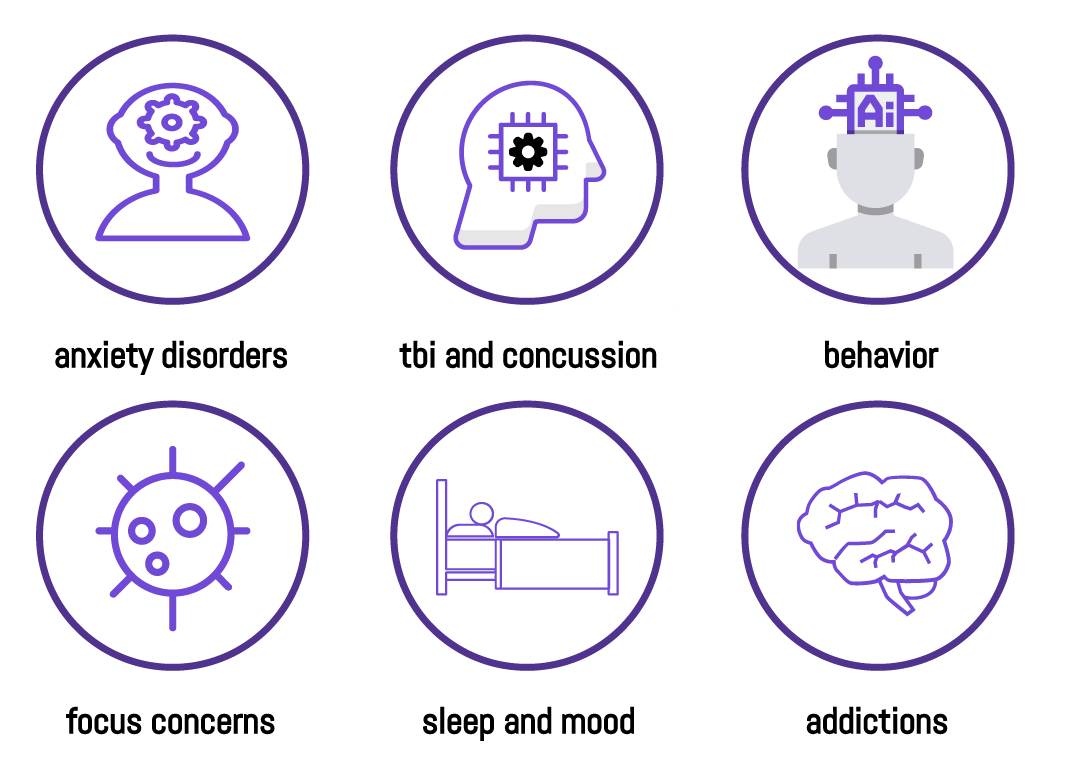 Ai
anxiety disorders
tbi and concussion
behavior
focus concerns
sleep and mood
addictions